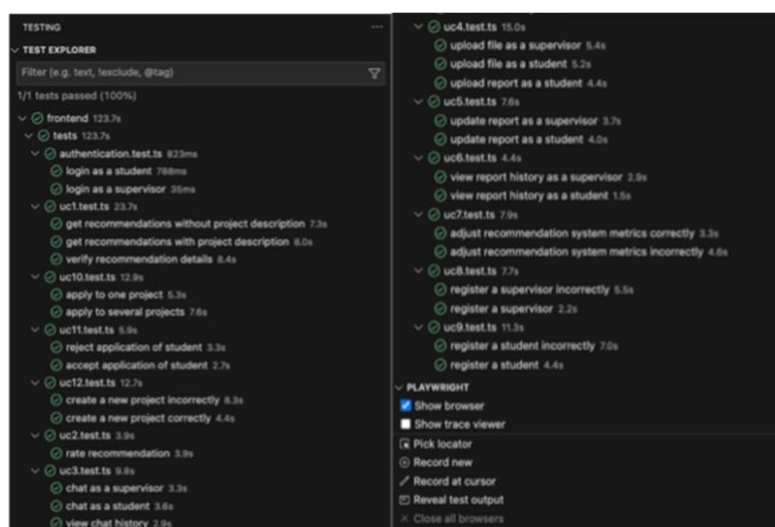 TESTING
TEST EXPLORER
Filter (e.g. text, !exclude, @tag)
1/1 tests passed (100%)
frontend 123.7s
tests 123.7s
authentication.test.ts 823ms
login as a student 788ms
login as a supervisor 35ms
uc1.test.ts 23.7s
get recommendations without project description 7.3s
get recommendations with project description 8.0s
verify recommendation details 8.4s
uc10.test.ts 12.9s
apply to one project 5.3s
apply to several projects 7.6s
uc11.test.ts 5.9s
reject application of student 3.3s
accept application of student 2.7s
uc12.test.ts 12.7s
create a new project incorrectly 8.3s
create a new project correctly 4.4s
uc2.test.ts 3.9s
rate recommendation 3.9s
uc3.test.ts 9.8s
chat as a supervisor 3.3s
chat as a student 3.6s
view chat history 2.9s
uc4.test.ts 15.0s
upload file as a supervisor 5.4s
upload file as a student 5.2s
upload report as a student 4.4s
uc5.test.ts 7.6s
update report as a supervisor 3.7s
update report as a student 4.0s
uc6.test.ts 4.4s
view report history as a supervisor 2.9s
view report history as a student 1.5s
uc7.test.ts 7.9s
adjust recommendation system metrics correctly 3.3s
adjust recommendation system metrics incorrectly 4.6s
uc8.test.ts 7.7s
register a supervisor incorrectly 5.5s
register a supervisor 2.2s
uc9.test.ts 11.3s
register a student incorrectly 7.0s
register a student 4.4s
PLAYWRIGHT
Show browser
Show trace viewer
Pick locator
Record new
Record at cursor
Reveal test output
Close all browsers